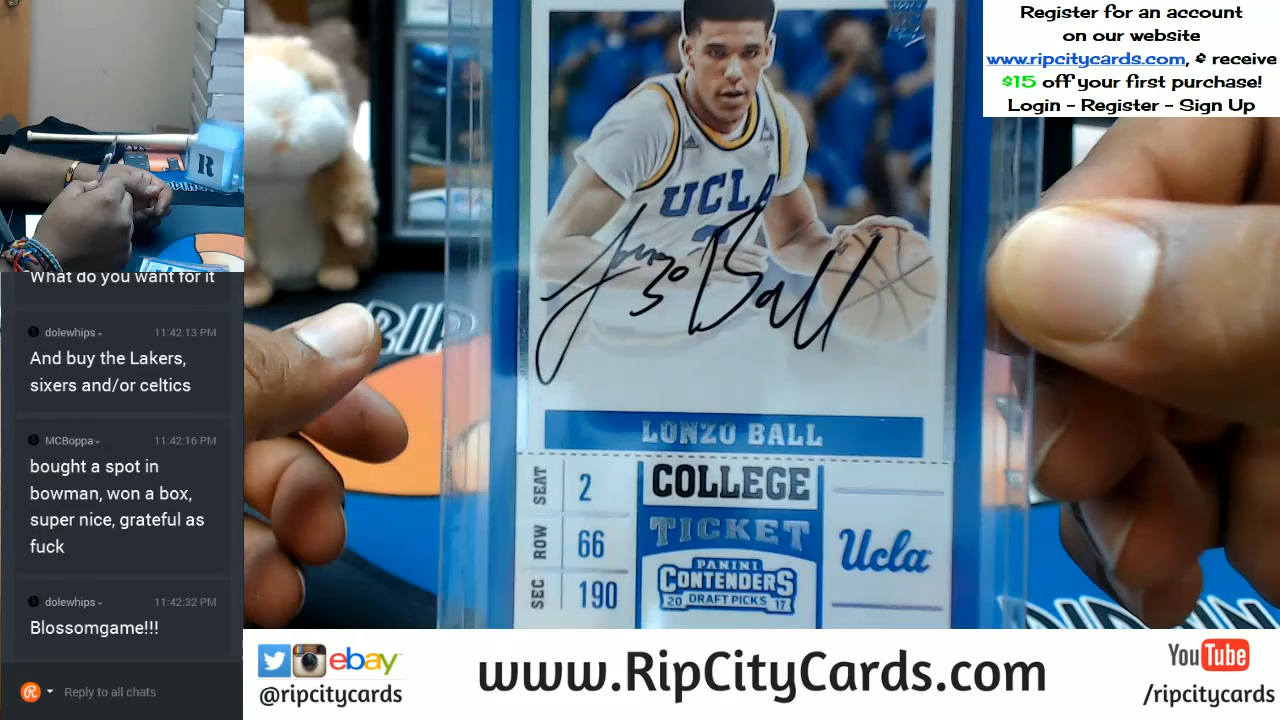 Register for an account
on our website
www.ripcitycards.com, & receive
$15 off your first purchase!
Login - Register - Sign Up
R
What do you want for it
dolewhips
11:42:13 PM
And buy the Lakers,
sixers and/or celtics
MCBoppa
11:42:16 PM
bought a spot in
bowman, won a box,
super nice, grateful as
fuck
dolewhips
11:42:32 PM
Blossomgame!!!
Reply to all chats
RIP
UCLA
Lonzo Ball
LONZO BALL
SEAT 2
ROW 66
SEC 190
COLLEGE
TICKET
PANINI
CONTENDERS
20 DRAFT PICKS 17
Ucla
ebay
@ripcitycards
www.RipCityCards.com
YouTube
/ripcitycards